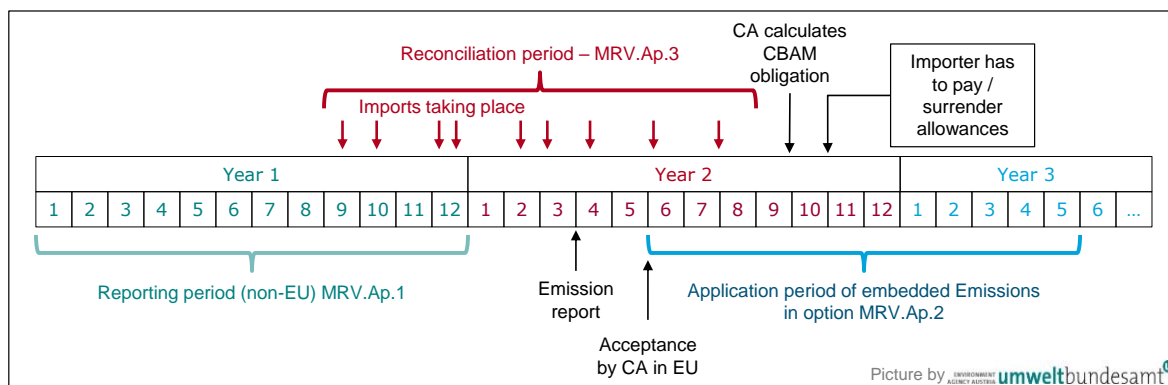 CA calculates
CBAM
obligation
Reconciliation period – MRV.Ap.3
Importer has
to pay /
surrender
allowances
Imports taking place
Year 1 Year 2 Year 3
1 2 3 4 5 6 7 8 9 10 11 12 1 2 3 4 5 6 7 8 9 10 11 12 1 2 3 4 5 6 ...
Reporting period (non-EU) MRV.Ap.1
Emission
report
Application period of embedded Emissions
in option MRV.Ap.2
Acceptance
by CA in EU
Picture by ENVIRONMENT AGENCY AUSTRIA umweltbundesamt